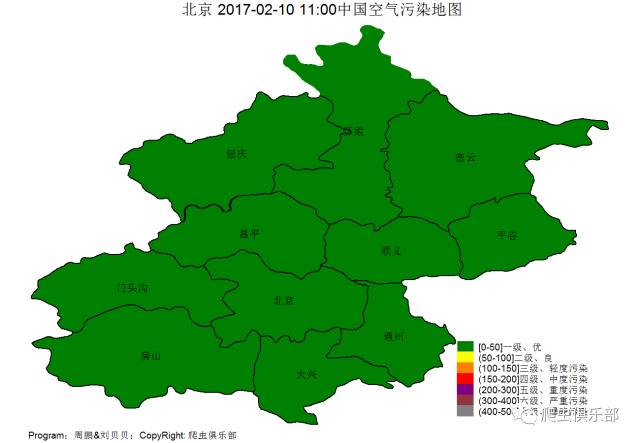 北京 2017-02-10 11:00中国空气污染地图
怀柔
延庆
密云
昌平
顺义
平谷
门头沟
北京
通州
房山
大兴
[0-50]一级、优
(50-100]二级、良
(100-150]三级、轻度污染
(150-200]四级、中度污染
(200-300]五级、重度污染
(300-400]六级、严重污染
(400-50
爬虫俱乐部
Program：周鹏&刘贝贝；CopyRight: 爬虫俱乐部